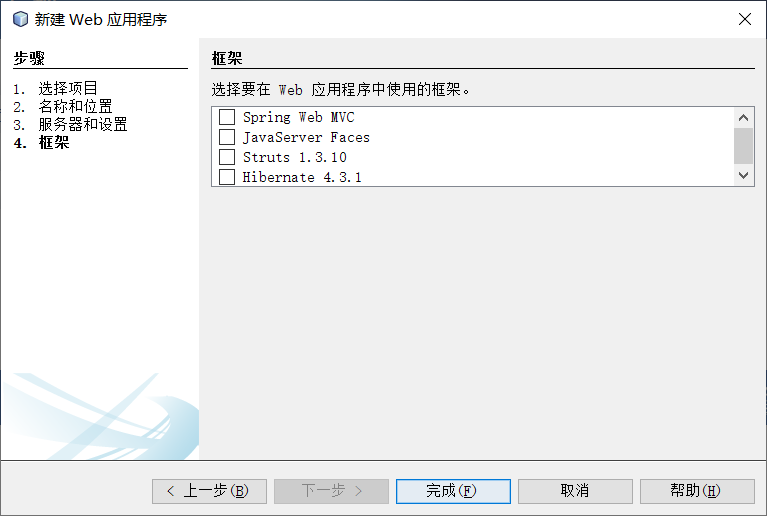 新建 Web 应用程序
步骤
1. 选择项目
2. 名称和位置
3. 服务器和设置
4. 框架
框架
选择要在 Web 应用程序中使用的框架。
Spring Web MVC
JavaServer Faces
Struts 1.3.10
Hibernate 4.3.1
< 上一步(B)
下一步 >
完成(F)
取消
帮助(H)